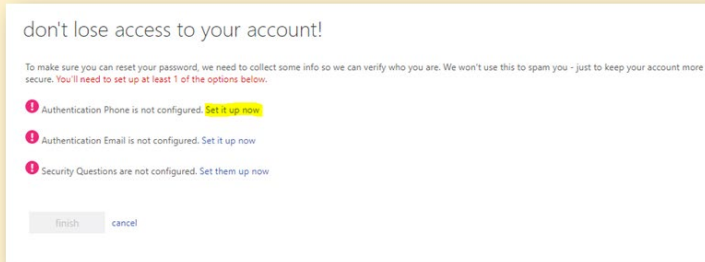 don't lose access to your account!
To make sure you can reset your password, we need to collect some info so we can verify who you are. We won't use this to spam you - just to keep your account more
secure. You'll need to set up at least 1 of the options below.
! Authentication Phone is not configured. Set it up now
! Authentication Email is not configured. Set it up now
! Security Questions are not configured. Set them up now
finish cancel